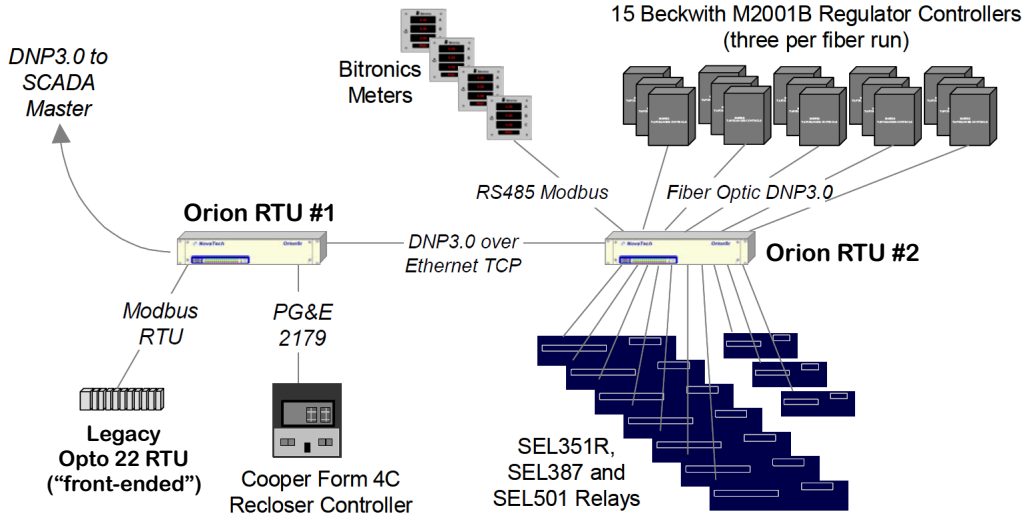 15 Beckwith M2001B Regulator Controllers
(three per fiber run)
DNP3.0 to
SCADA
Master
Bitronics
Meters
RS485 Modbus
Fiber Optic DNP3.0
Orion RTU #1
NovaTech
DNP3.0 over
Ethernet TCP
NovaTech
Orion RTU #2
Modbus
RTU
PG&E
2179
Legacy
Opto 22 RTU
(“front-ended”)
Cooper Form 4C
Recloser Controller
SEL351R,
SEL387 and
SEL501 Relays